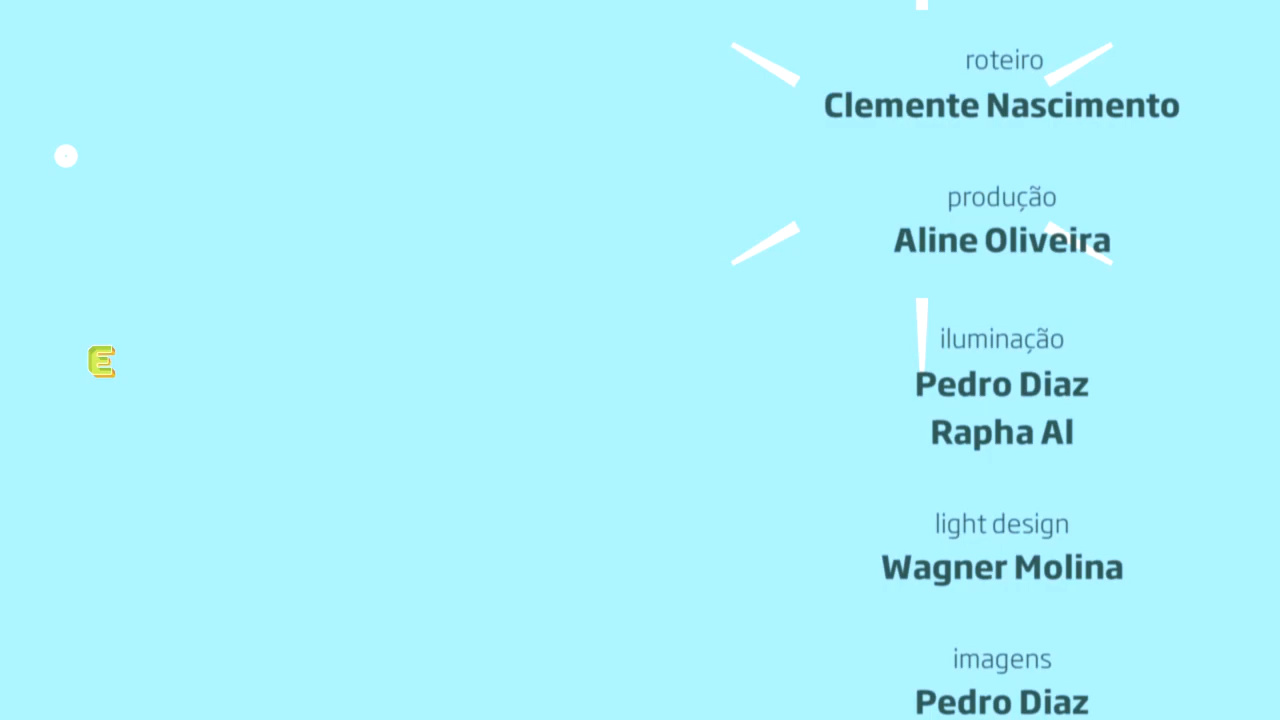 roteiro
Clemente Nascimento
produção
Aline Oliveira
E
iluminação
Pedro Diaz
Rapha Al
light design
Wagner Molina
imagens
Pedro Diaz